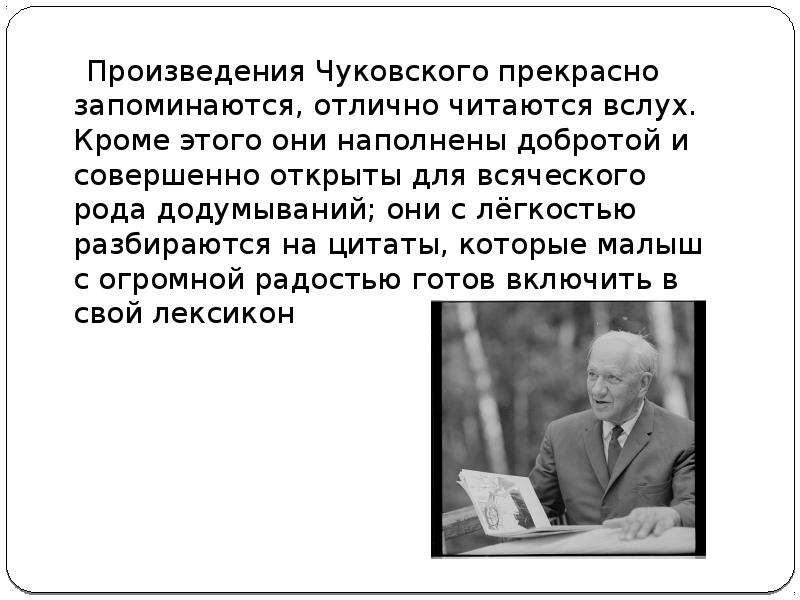 Произведения Чуковского прекрасно
запоминаются, отлично читаются вслух.
Кроме этого они наполнены добротой и
совершенно открыты для всяческого
рода додумываний; они с лёгкостью
разбираются на цитаты, которые малыш
с огромной радостью готов включить в
свой лексикон